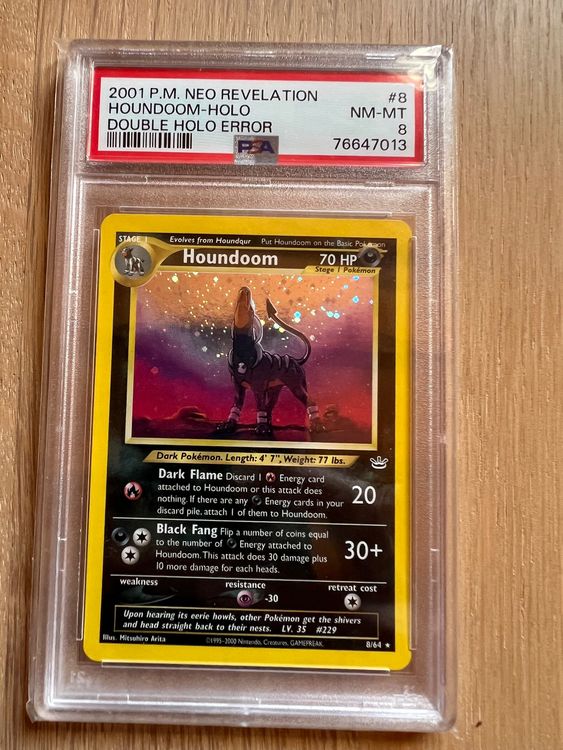 2001 P.M. NEO REVELATION #8
HOUNDOOM-HOLO NM-MT
DOUBLE HOLO ERROR 8
PSA 76647013
STAGE 1 Evolves from Houndour Put Houndoom on the Basic Pokémon
Houndoom 70 HP
Stage 1 Pokémon
Dark Pokémon. Length: 4' 7", Weight: 77 lbs.
Dark Flame Discard 1 Energy card
attached to Houndoom or this attack does
nothing. If there are any Energy cards in your
discard pile, attach 1 of them to Houndoom.
20
Black Fang Flip a number of coins equal
to the number of Energy attached to
Houndoom. This attack does 30 damage plus
10 more damage for each heads.
30+
weakness resistance retreat cost
-30
Upon hearing its eerie howls, other Pokémon get the shivers
and head straight back to their nests. LV. 35 #229
Illus. Mitsuhiro Arita ©1995-2000 Nintendo, Creatures, GAMEFREAK. 8/64 ★